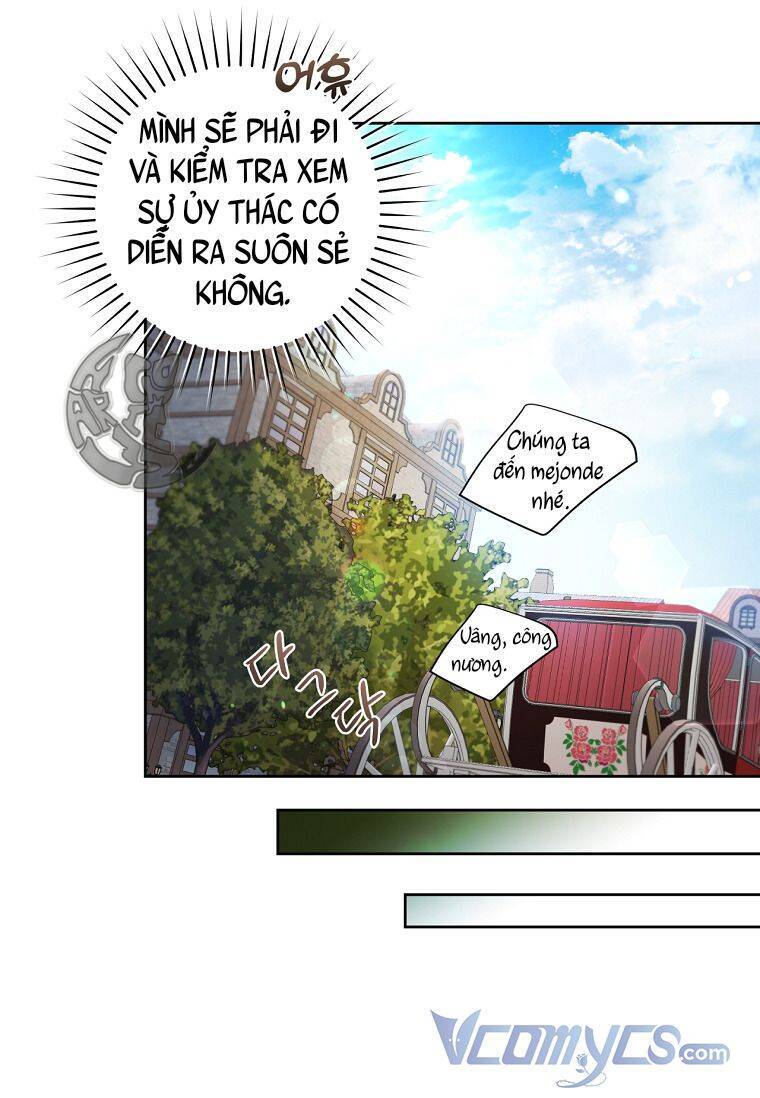 어휴
MÌNH SẼ PHẢI ĐI
VÀ KIỂM TRA XEM
SỰ ỦY THÁC CÓ
DIỄN RA SUÔN SẺ
KHÔNG.
Chúng ta
đến mejonde
nhé.
Vâng, công
nương.
다그닥
Vcomycs.com